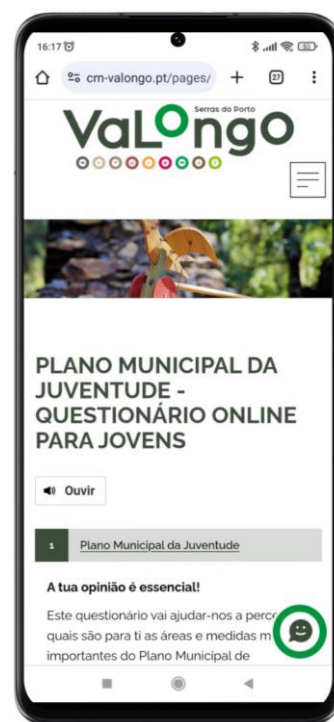 16:17
cm-valongo.pt/pages/
27
Serras do Porto
VaLOngO
PLANO MUNICIPAL DA
JUVENTUDE -
QUESTIONÁRIO ONLINE
PARA JOVENS
Ouvir
1 Plano Municipal da Juventude
A tua opinião é essencial!
Este questionário vai ajudar-nos a perce
quais são para ti as áreas e medidas m
importantes do Plano Municipal de